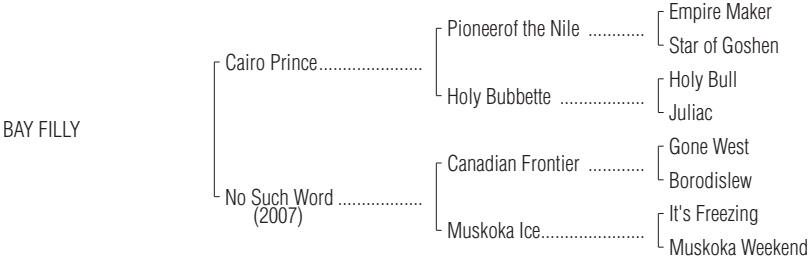 Empire Maker
Pioneerof the Nile ............
Star of Goshen
Cairo Prince......................
Holy Bull
Holy Bubbette ..................
Juliac
BAY FILLY
Gone West
Canadian Frontier ............
Borodislew
No Such Word ..................
(2007)
It's Freezing
Muskoka Ice......................
Muskoka Weekend